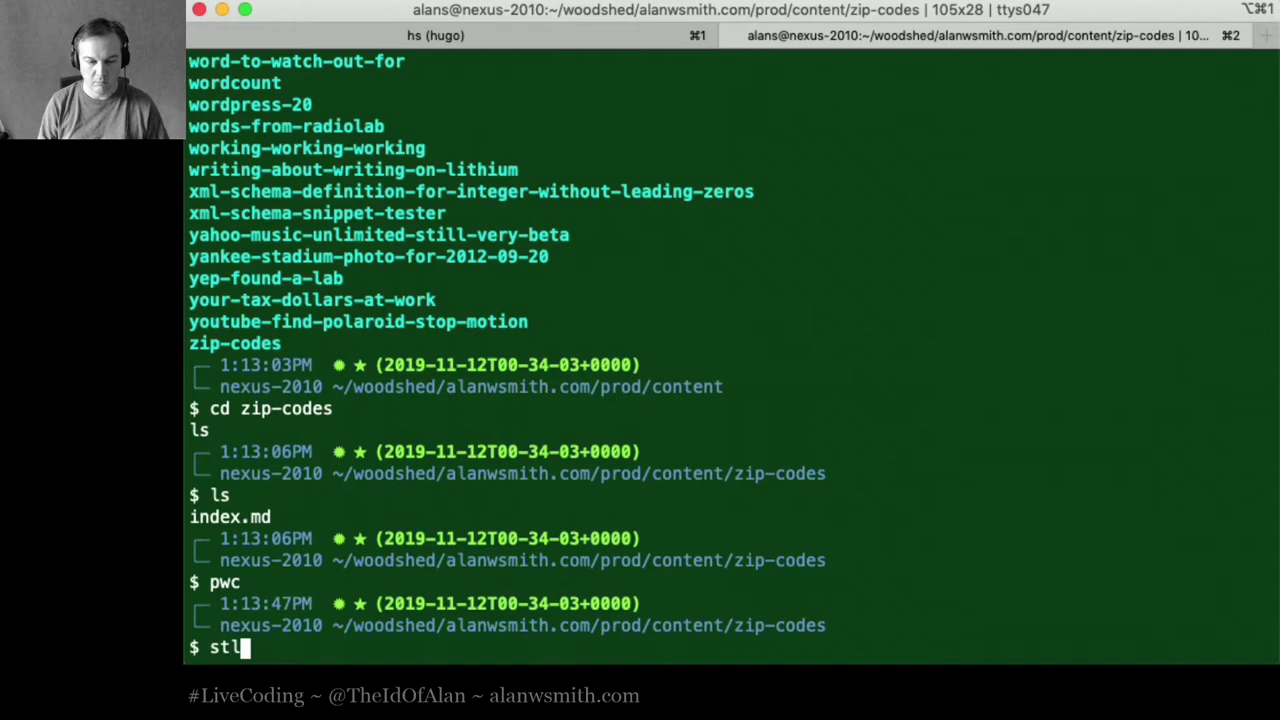 alans@nexus-2010:~/woodshed/alanwsmith.com/prod/content/zip-codes | 105x28 | ttys047
⌥⌘1
hs (hugo) ⌘1
alans@nexus-2010:~/woodshed/alanwsmith.com/prod/content/zip-codes | 10... ⌘2
word-to-watch-out-for
wordcount
wordpress-20
words-from-radiolab
working-working-working
writing-about-writing-on-lithium
xml-schema-definition-for-integer-without-leading-zeros
xml-schema-snippet-tester
yahoo-music-unlimited-still-very-beta
yankee-stadium-photo-for-2012-09-20
yep-found-a-lab
your-tax-dollars-at-work
youtube-find-polaroid-stop-motion
zip-codes
1:13:03PM ✹ ★ (2019-11-12T00-34-03+0000)
nexus-2010 ~/woodshed/alanwsmith.com/prod/content
$ cd zip-codes
ls
1:13:06PM ✹ ★ (2019-11-12T00-34-03+0000)
nexus-2010 ~/woodshed/alanwsmith.com/prod/content/zip-codes
$ ls
index.md
1:13:06PM ✹ ★ (2019-11-12T00-34-03+0000)
nexus-2010 ~/woodshed/alanwsmith.com/prod/content/zip-codes
$ pwc
1:13:47PM ✹ ★ (2019-11-12T00-34-03+0000)
nexus-2010 ~/woodshed/alanwsmith.com/prod/content/zip-codes
$ stl
#LiveCoding ~ @TheIdOfAlan ~ alanwsmith.com